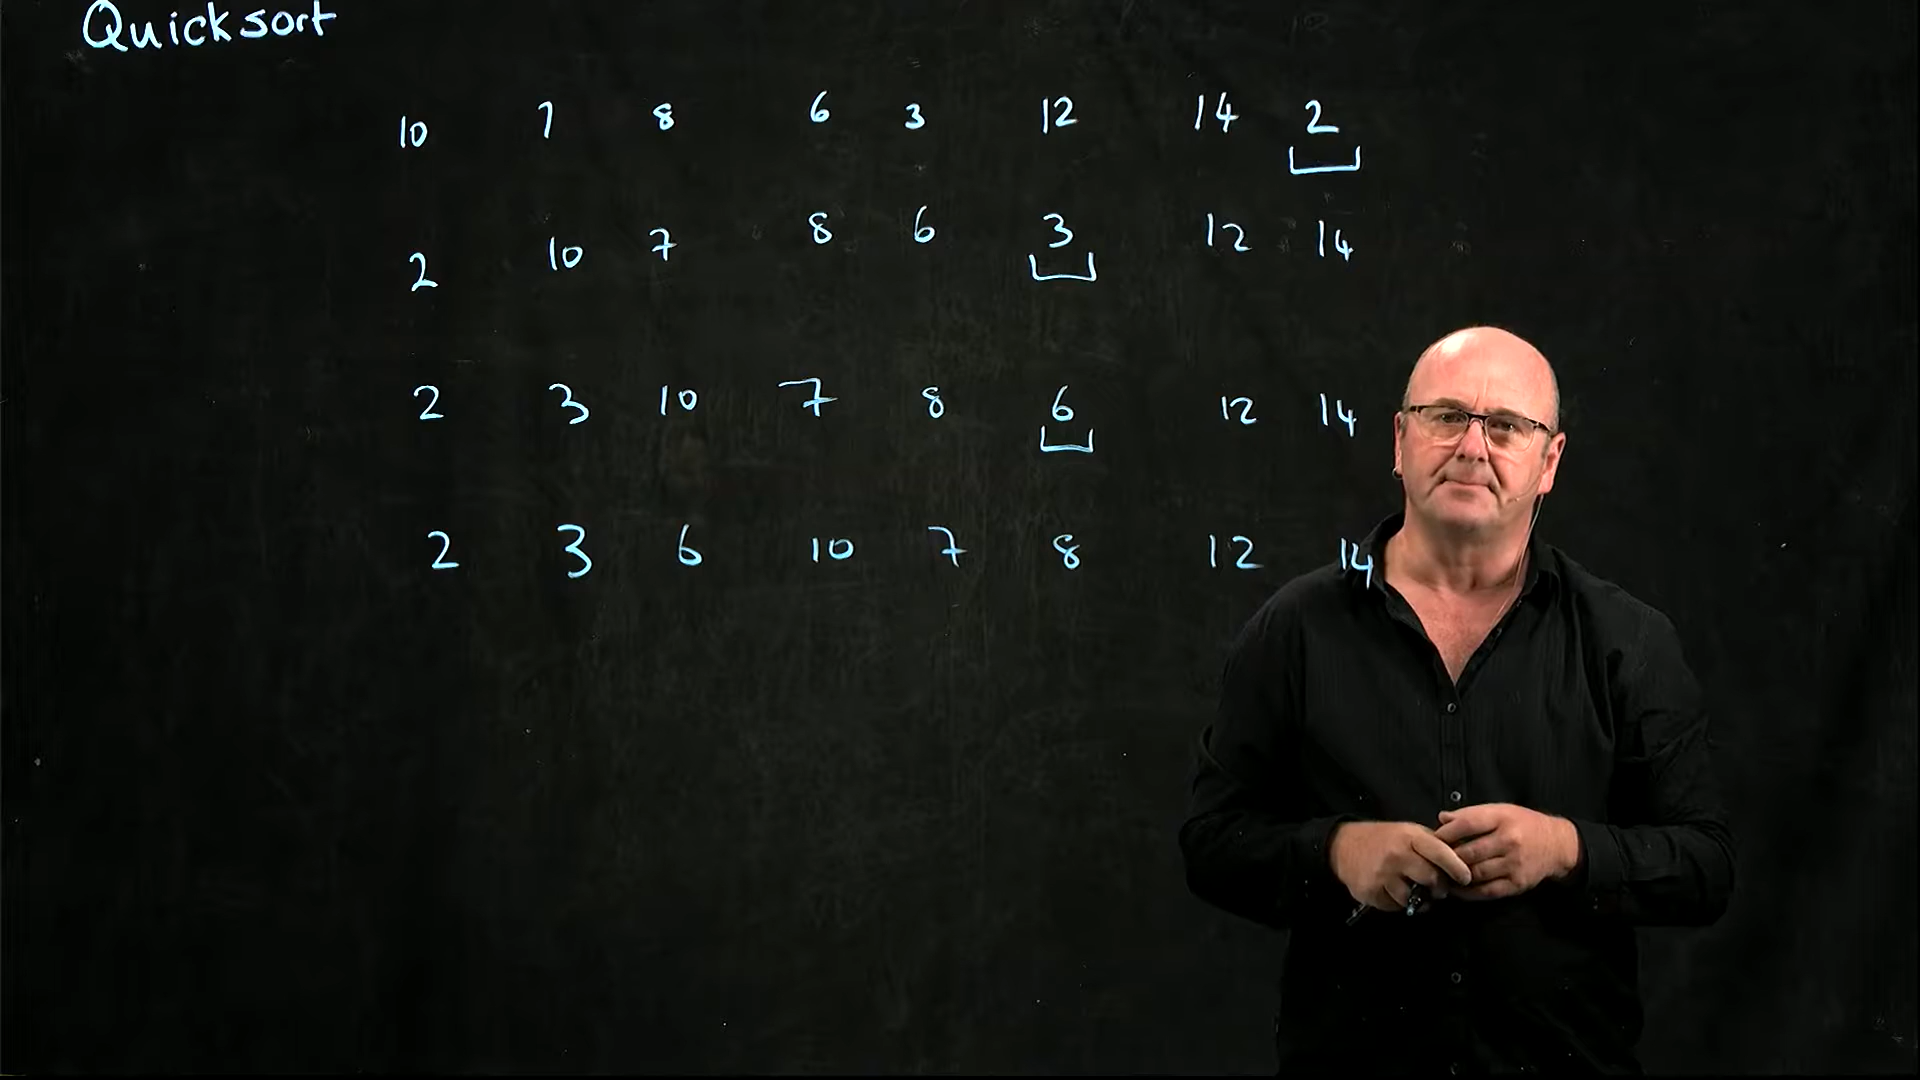 Quicksort
10 7 8 6 3 12 14 2
2 10 7 8 6 3 12 14
2 3 10 7 8 6 12 14
2 3 6 10 7 8 12 14